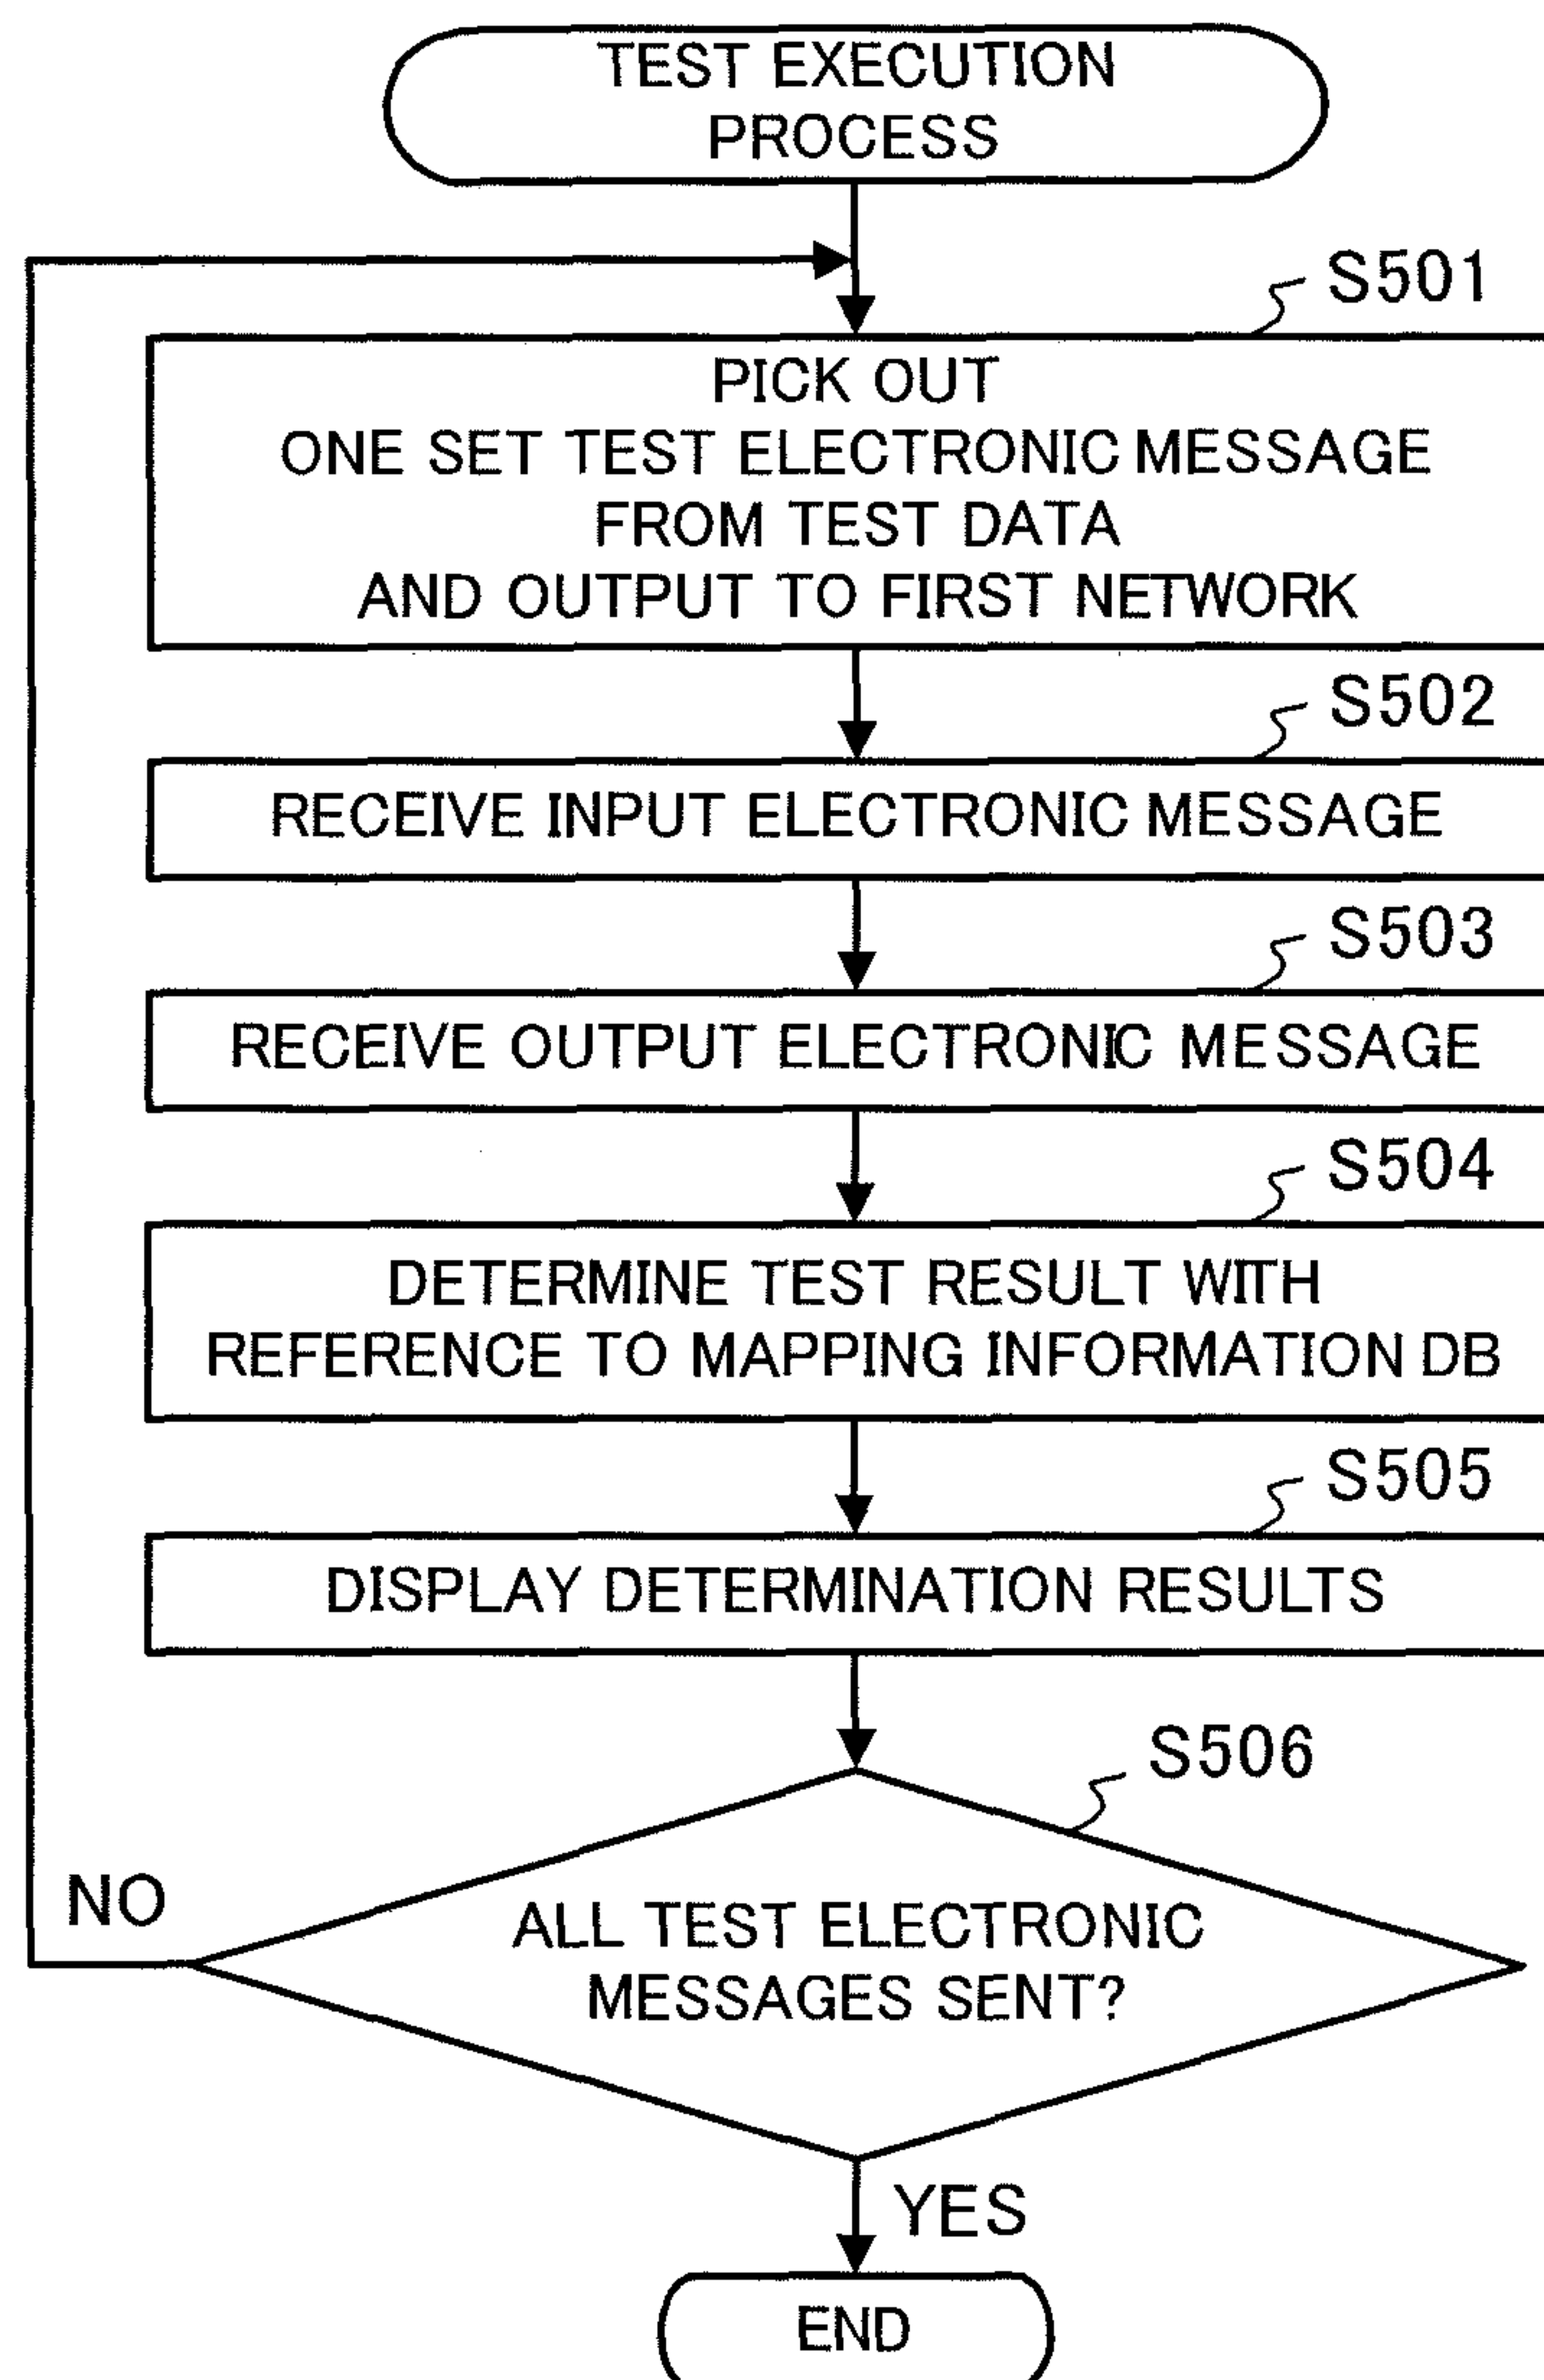 TEST EXECUTION
PROCESS
S501
PICK OUT
ONE SET TEST ELECTRONIC MESSAGE
FROM TEST DATA
AND OUTPUT TO FIRST NETWORK
S502
RECEIVE INPUT ELECTRONIC MESSAGE
S503
RECEIVE OUTPUT ELECTRONIC MESSAGE
S504
DETERMINE TEST RESULT WITH
REFERENCE TO MAPPING INFORMATION DB
S505
DISPLAY DETERMINATION RESULTS
S506
NO
ALL TEST ELECTRONIC
MESSAGES SENT?
YES
END